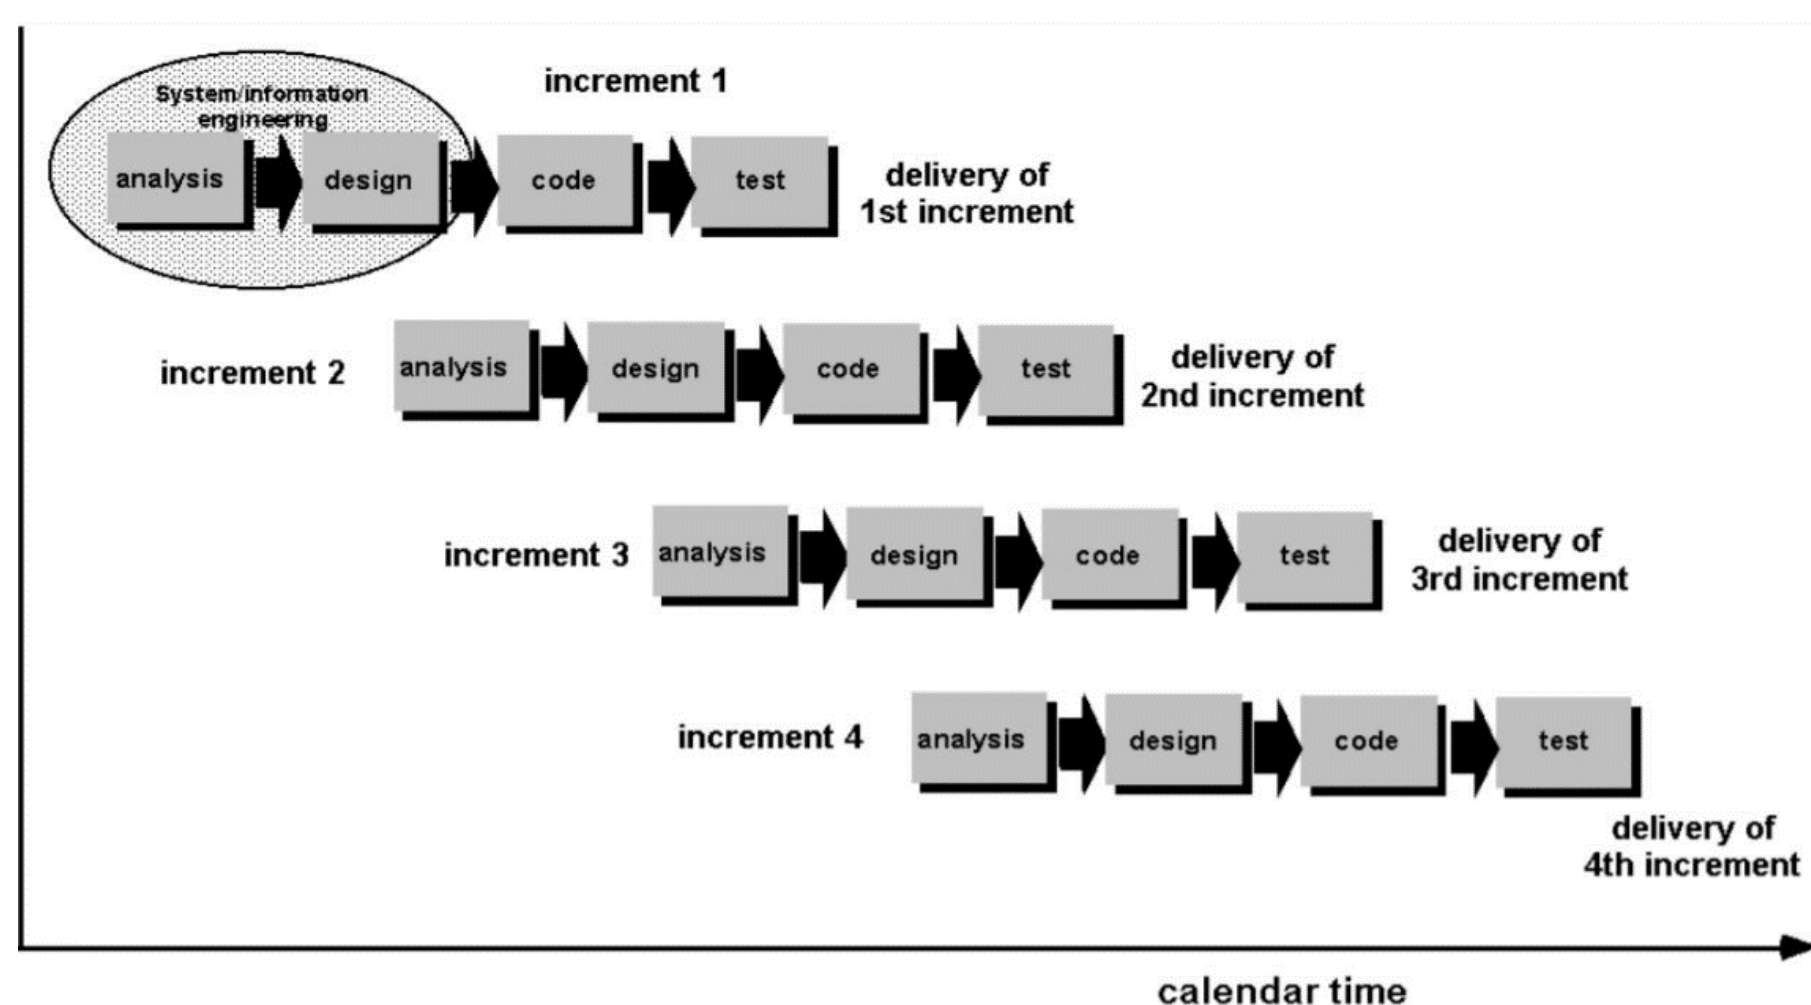 increment 1
System/information
engineering
analysis
design
code
test
delivery of
1st increment
increment 2
analysis
design
code
test
delivery of
2nd increment
increment 3
analysis
design
code
test
delivery of
3rd increment
increment 4
analysis
design
code
test
delivery of
4th increment
calendar time